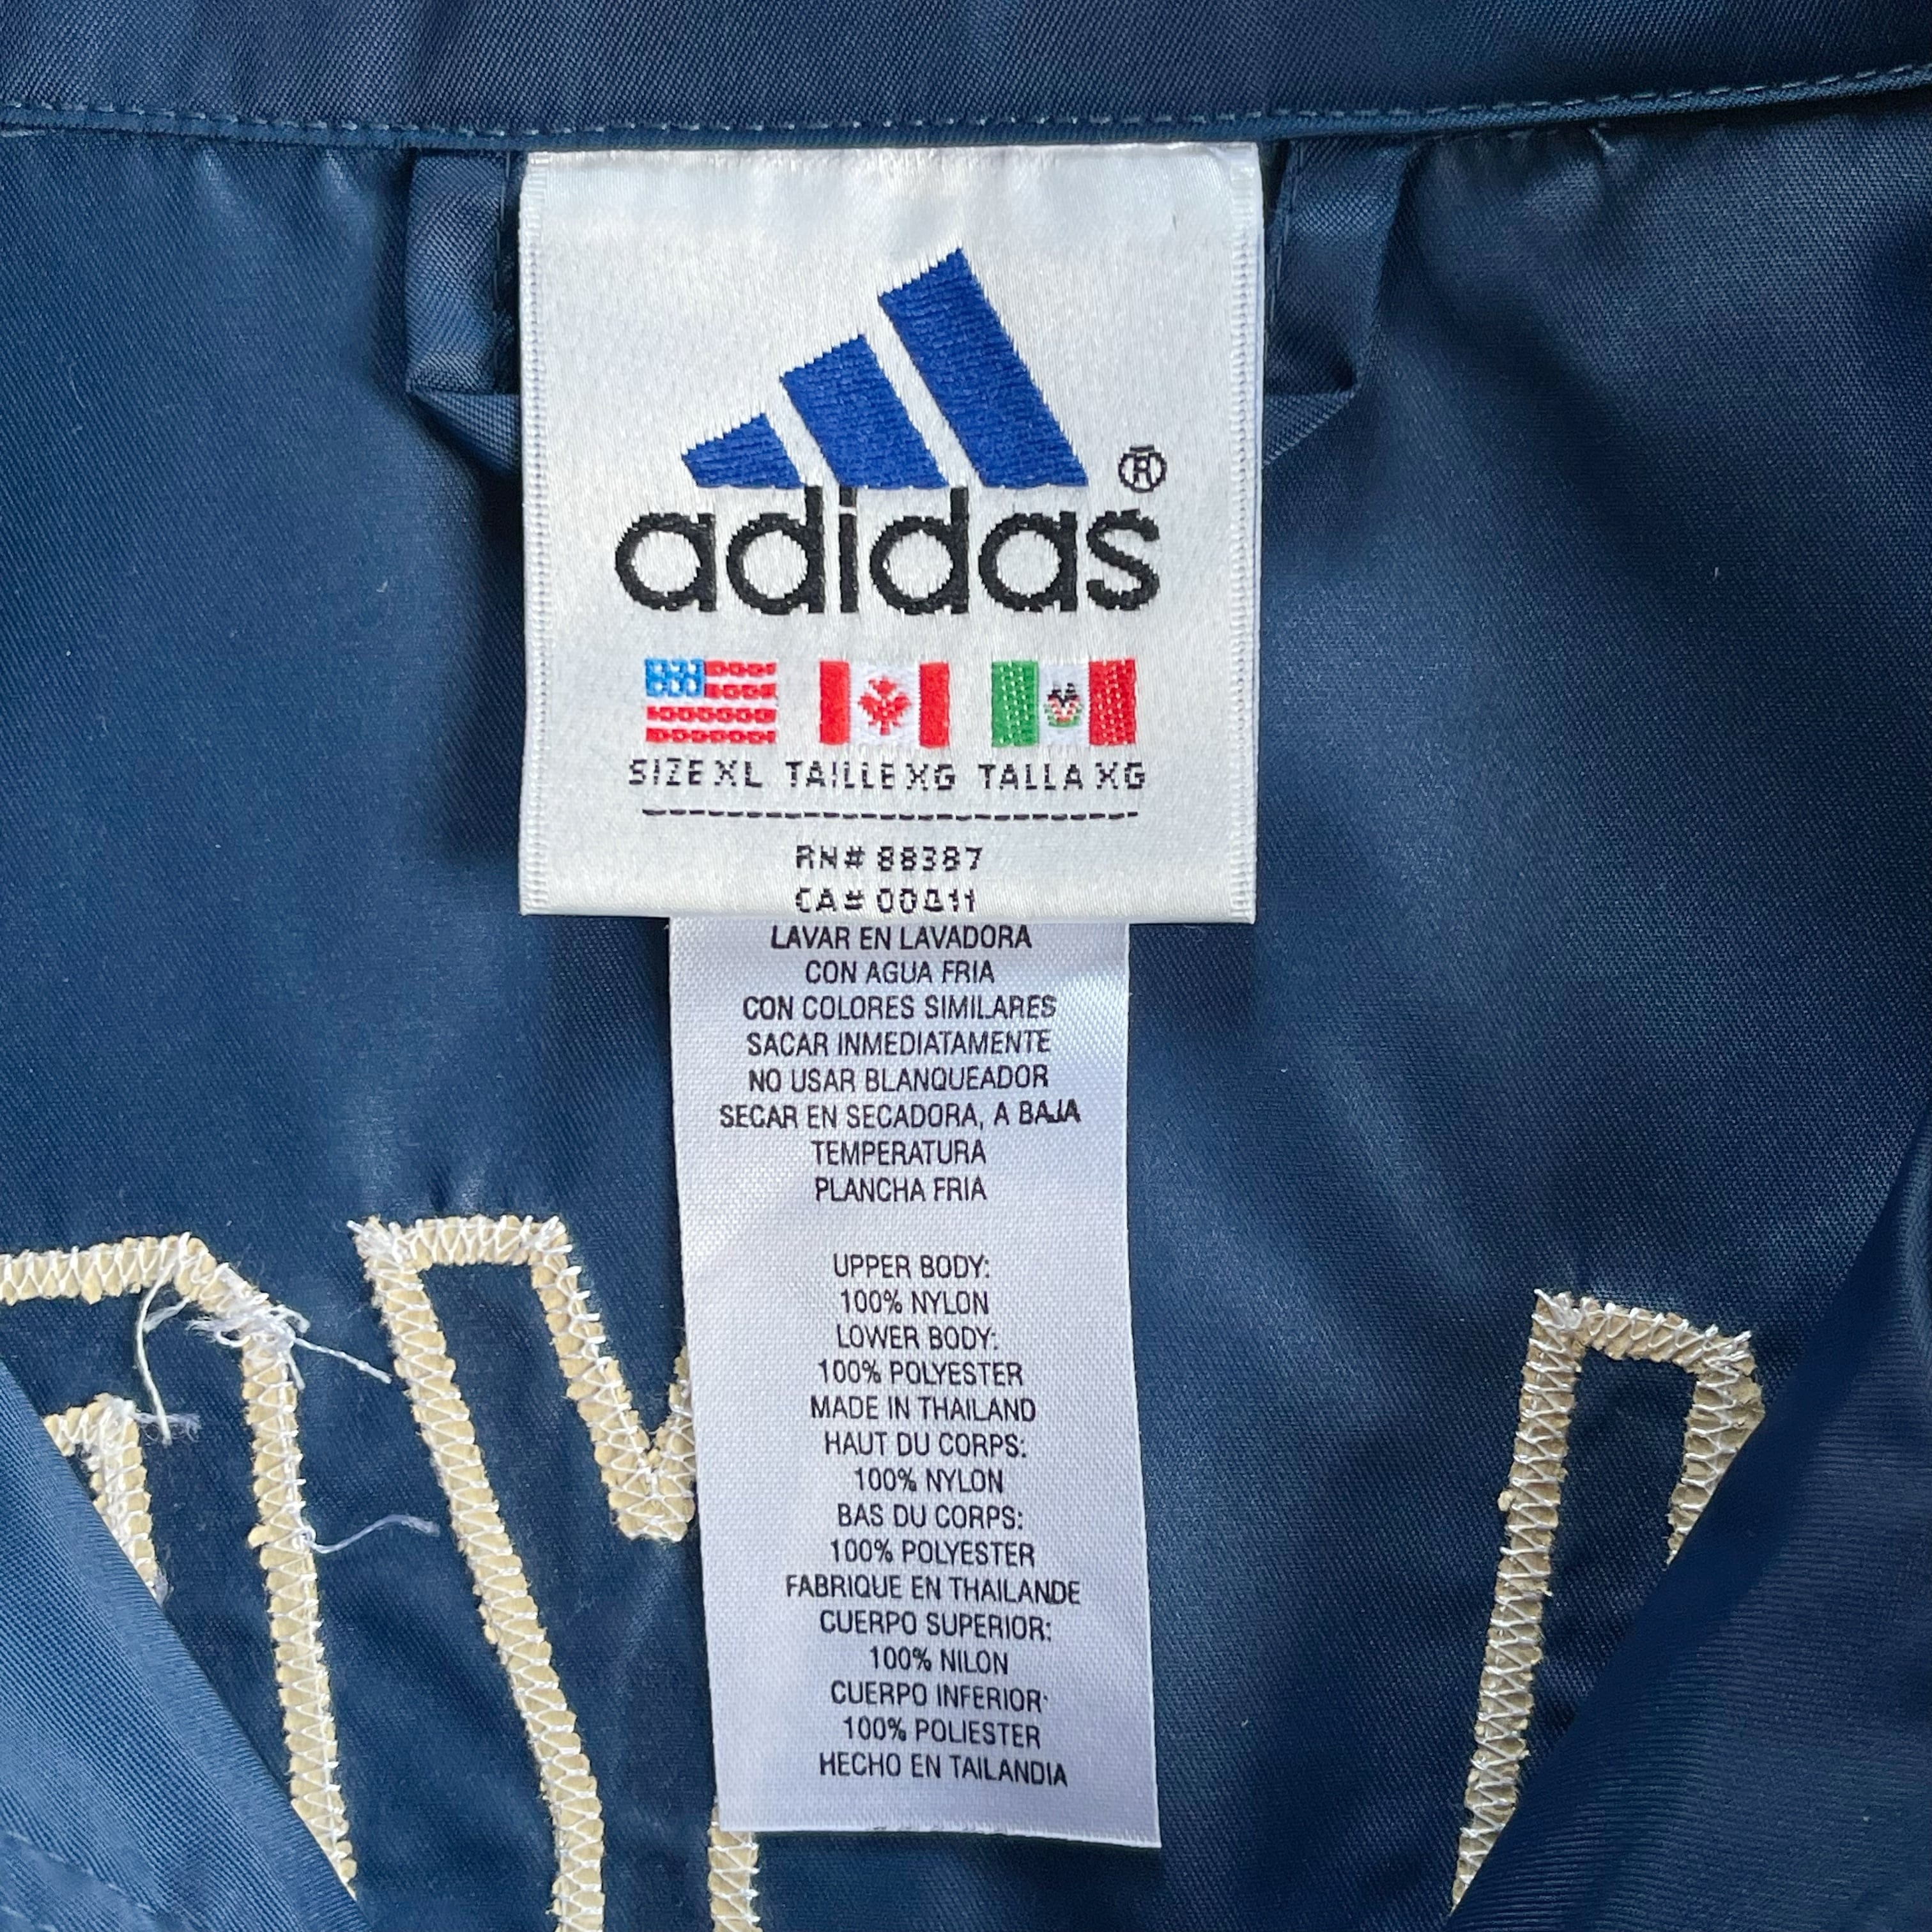 ®
adidas
SIZE XL TAILLE XG TALLA XG
RN# 88387
CA# 00411
LAVAR EN LAVADORA
CON AGUA FRIA
CON COLORES SIMILARES
SACAR INMEDIATAMENTE
NO USAR BLANQUEADOR
SECAR EN SECADORA, A BAJA
TEMPERATURA
PLANCHA FRIA
UPPER BODY:
100% NYLON
LOWER BODY:
100% POLYESTER
MADE IN THAILAND
HAUT DU CORPS:
100% NYLON
BAS DU CORPS:
100% POLYESTER
FABRIQUE EN THAILANDE
CUERPO SUPERIOR:
100% NILON
CUERPO INFERIOR:
100% POLIESTER
HECHO EN TAILANDIA